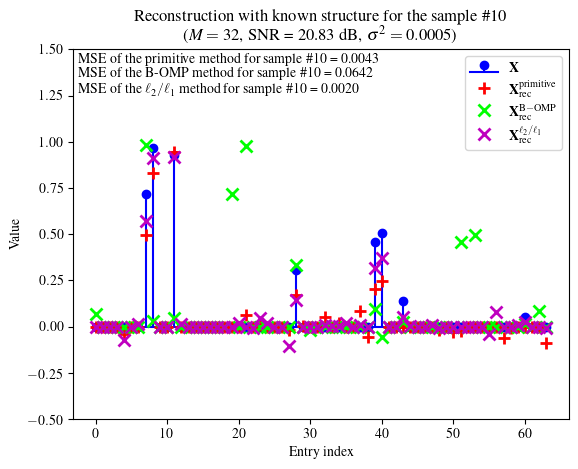 Reconstruction with known structure for the sample #10
(M = 32, SNR = 20.83 dB, σ² = 0.0005)
MSE of the primitive method for sample #10 = 0.0043
MSE of the B-OMP method for sample #10 = 0.0642
MSE of the ℓ₂/ℓ₁ method for sample #10 = 0.0020
X
X_rec^primitive
X_rec^B−OMP
X_rec^ℓ₂/ℓ₁
1.50
1.25
1.00
0.75
0.50
0.25
0.00
−0.25
−0.50
Value
0 10 20 30 40 50 60
Entry index